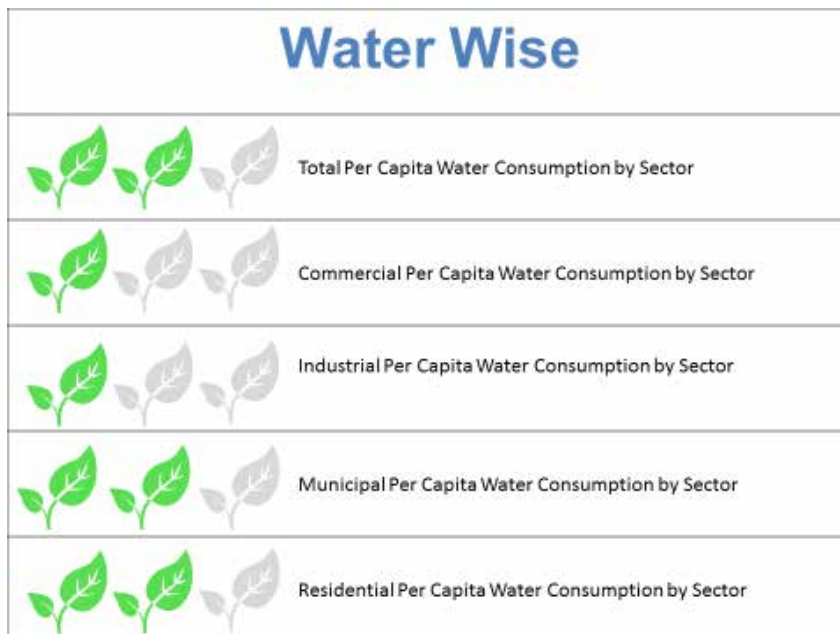 Water Wise
Total Per Capita Water Consumption by Sector
Commercial Per Capita Water Consumption by Sector
Industrial Per Capita Water Consumption by Sector
Municipal Per Capita Water Consumption by Sector
Residential Per Capita Water Consumption by Sector